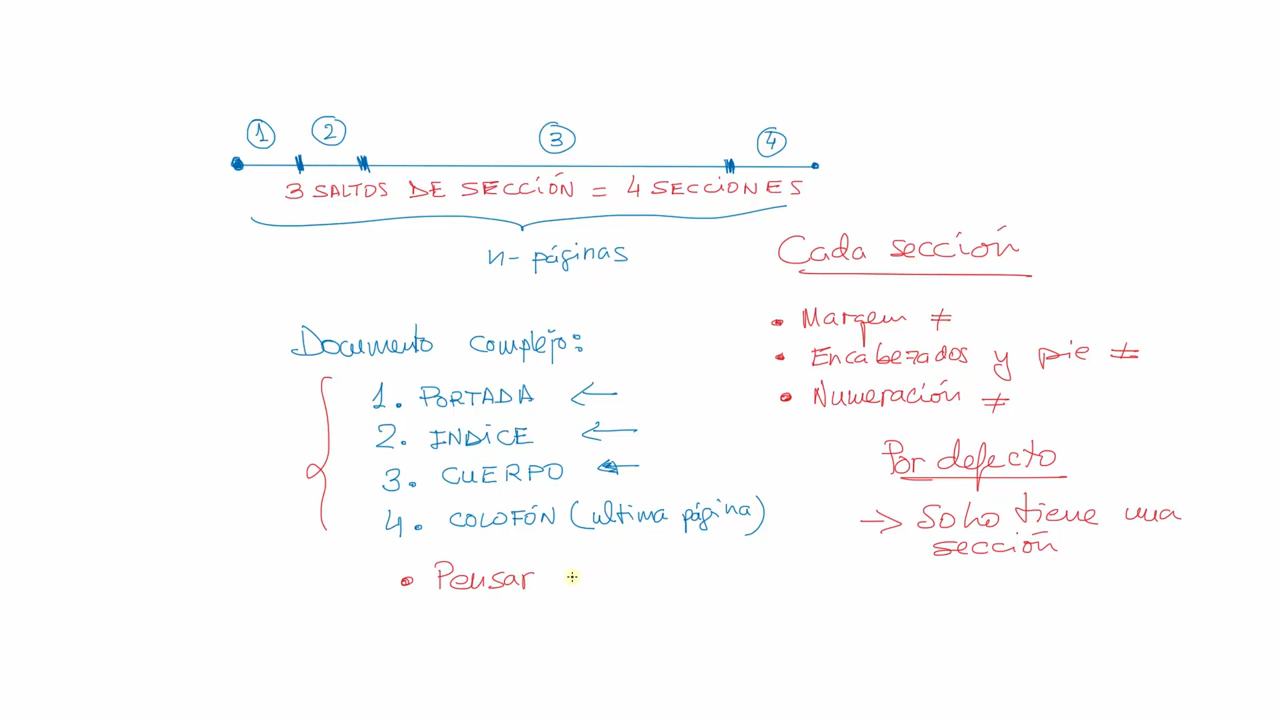 1 2 3 4
3 SALTOS DE SECCIÓN = 4 SECCIONES
n- páginas
Documento complejo:
1. PORTADA
2. INDICE
3. CUERPO
4. COLOFÓN (ultima página)
• Pensar
Cada sección
• Margem ≠
• Encabezados y pie ≠
• Numeración ≠
Por defecto
→ Solo tiene una
sección